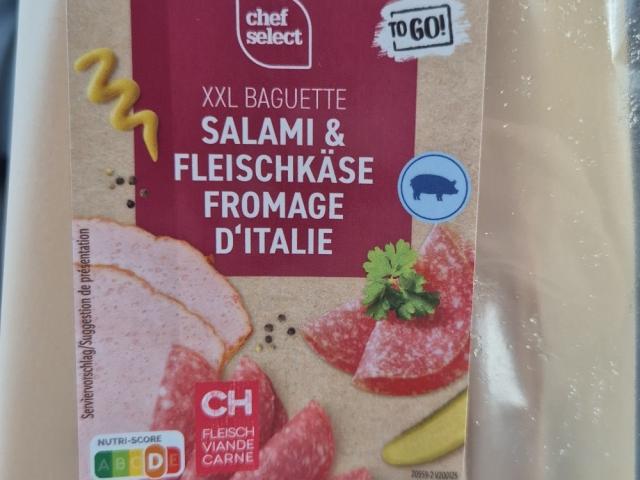 chef
select
TO GO!
XXL BAGUETTE
SALAMI &
FLEISCHKÄSE
FROMAGE
D'ITALIE
Serviervorschlag/Suggestion de présentation
CH
FLEISCH
VIANDE
CARNE
NUTRI-SCORE
A B C D E